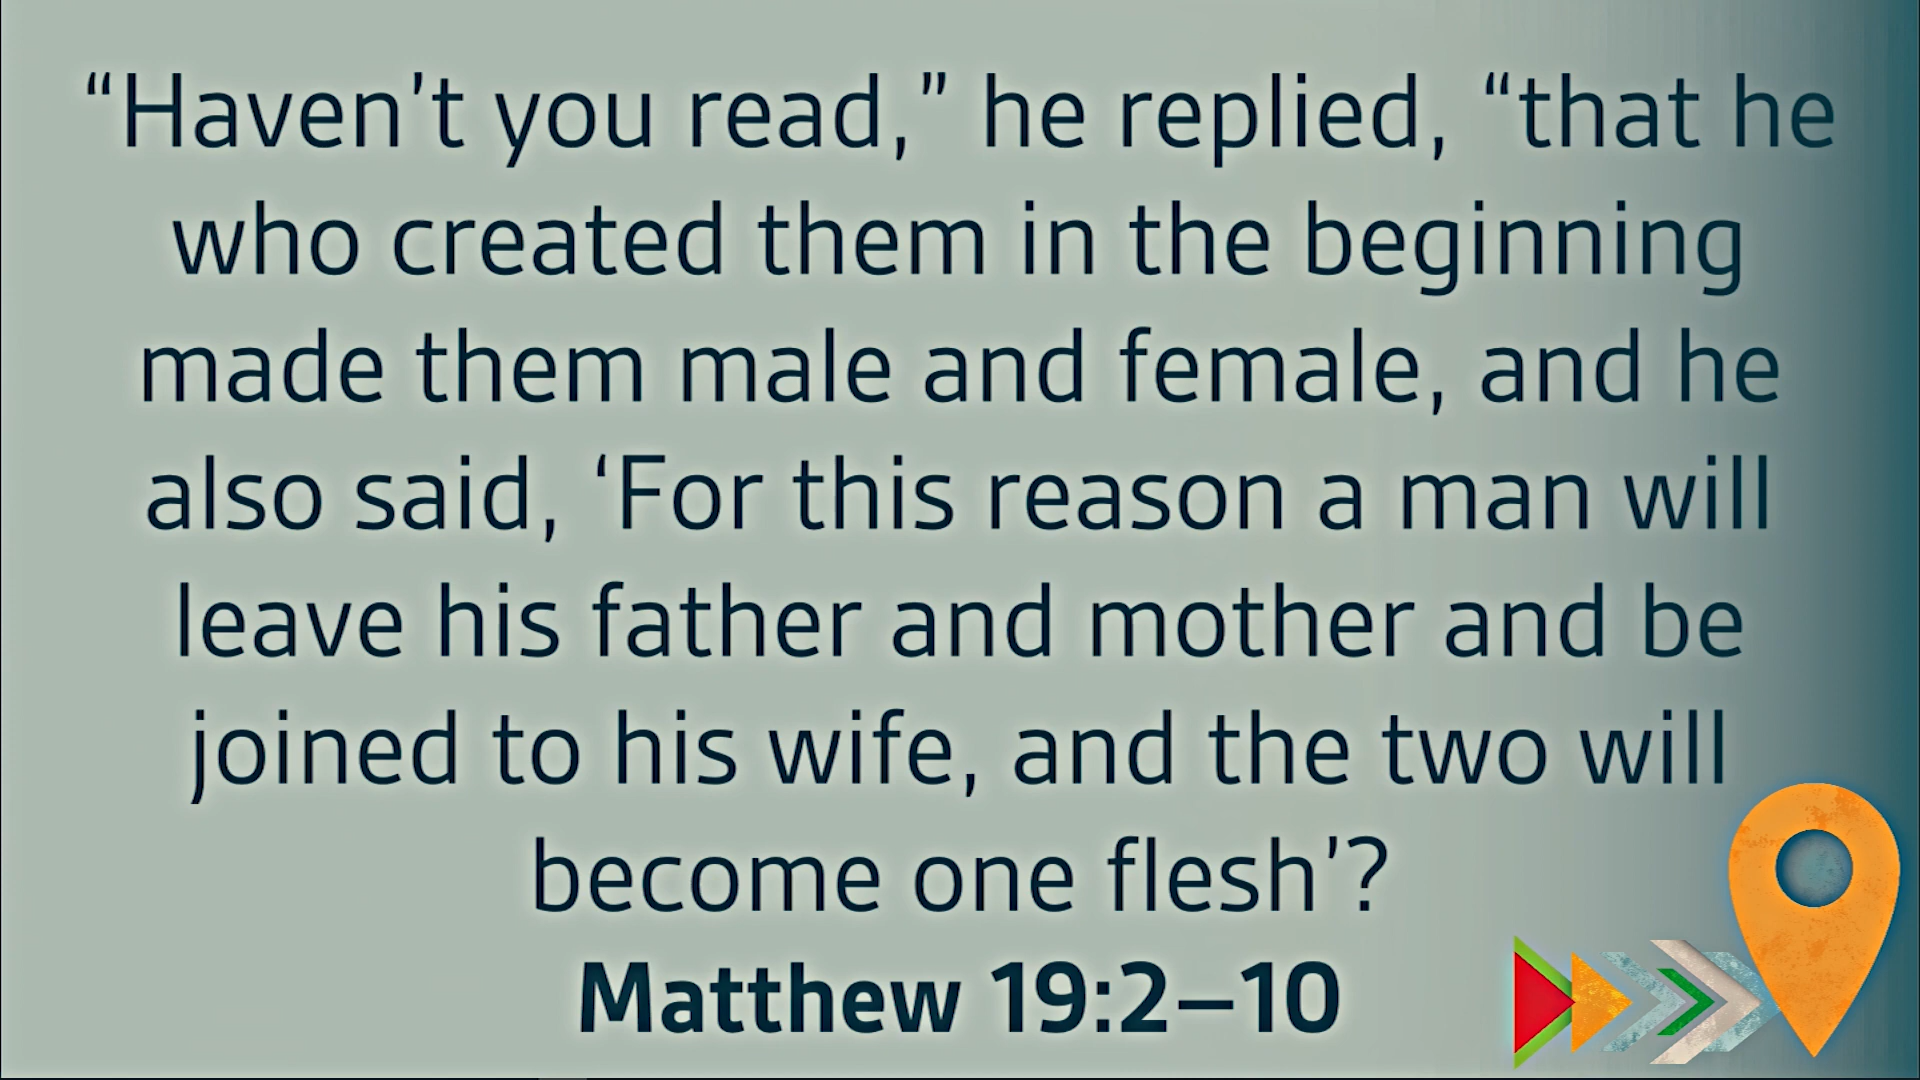 “Haven’t you read,” he replied, “that he
who created them in the beginning
made them male and female, and he
also said, ‘For this reason a man will
leave his father and mother and be
joined to his wife, and the two will
become one flesh’?
Matthew 19:2–10